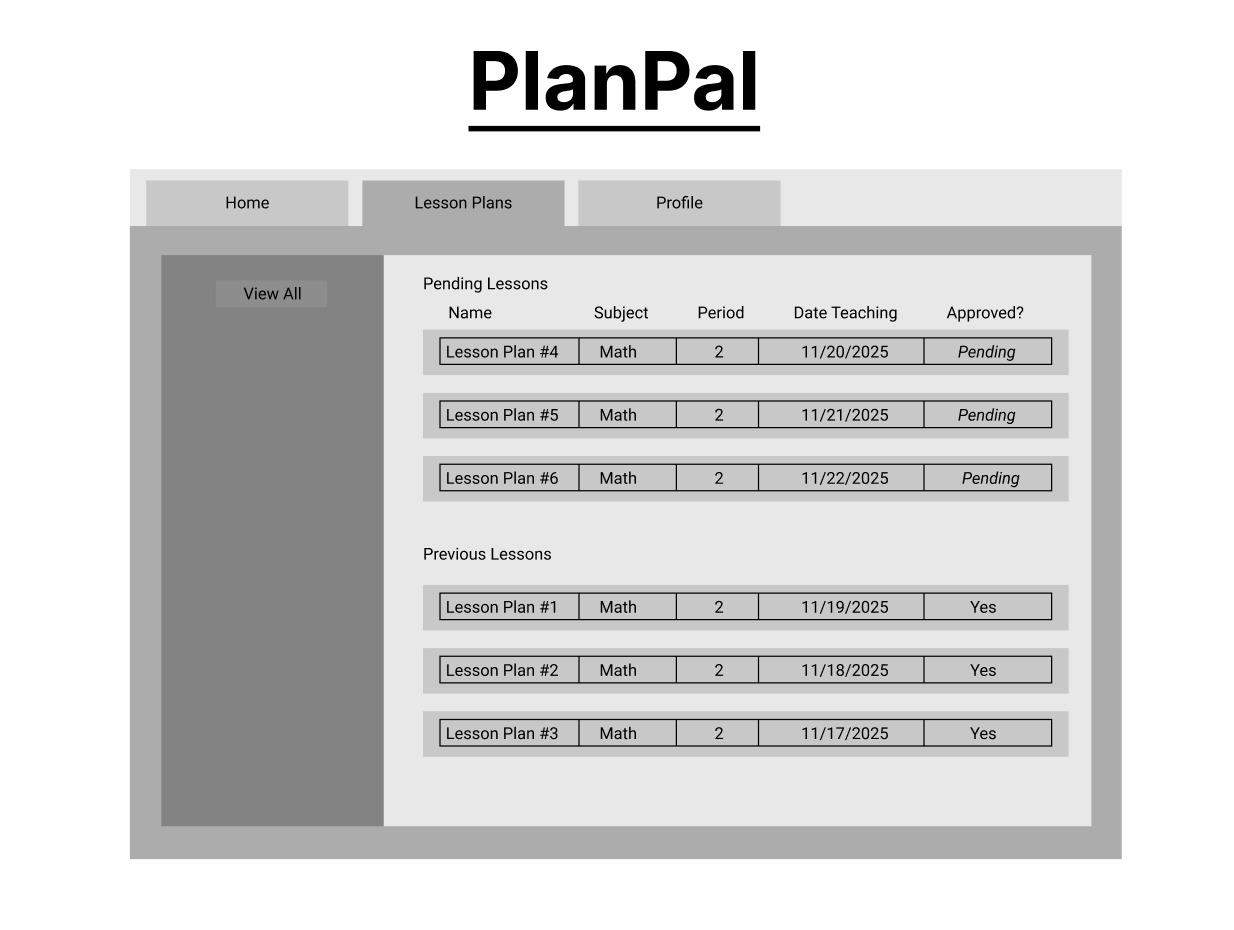 PlanPal
Home Lesson Plans Profile
View All
Pending Lessons
Name Subject Period Date Teaching Approved?
Lesson Plan #4 Math 2 11/20/2025 Pending
Lesson Plan #5 Math 2 11/21/2025 Pending
Lesson Plan #6 Math 2 11/22/2025 Pending
Previous Lessons
Lesson Plan #1 Math 2 11/19/2025 Yes
Lesson Plan #2 Math 2 11/18/2025 Yes
Lesson Plan #3 Math 2 11/17/2025 Yes